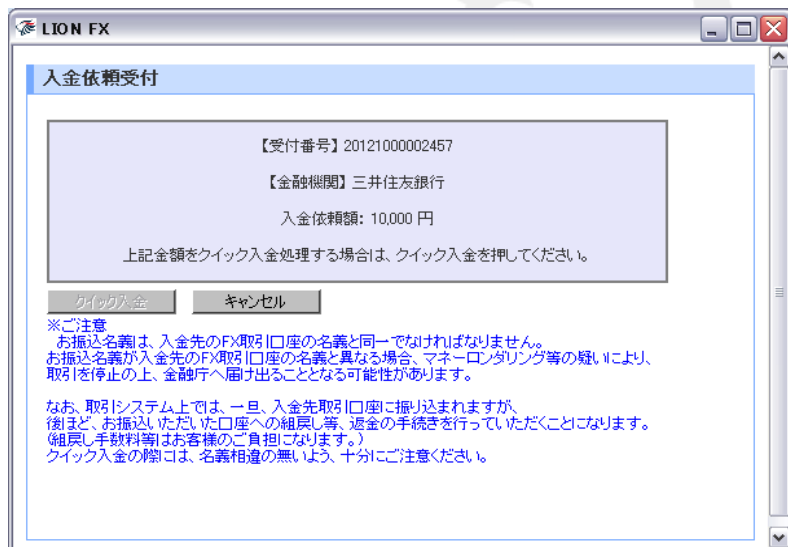 LION FX
入金依頼受付
【受付番号】20121000002457
【金融機関】三井住友銀行
入金依頼額: 10,000 円
上記金額をクイック入金処理する場合は、クイック入金を押してください。
クイック入金 キャンセル
※ご注意
お振込名義は、入金先のFX取引口座の名義と同一でなければなりません。
お振込名義が入金先のFX取引口座の名義と異なる場合、マネーロンダリング等の疑いにより、
取引を停止の上、金融庁へ届け出ることとなる可能性があります。
なお、取引システム上では、一旦、入金先取引口座に振り込まれますが、
後ほど、お振込いただいた口座への組戻し等、返金の手続きを行っていただくことになります。
(組戻し手数料等はお客様のご負担になります。)
クイック入金の際には、名義相違の無いよう、十分にご注意ください。